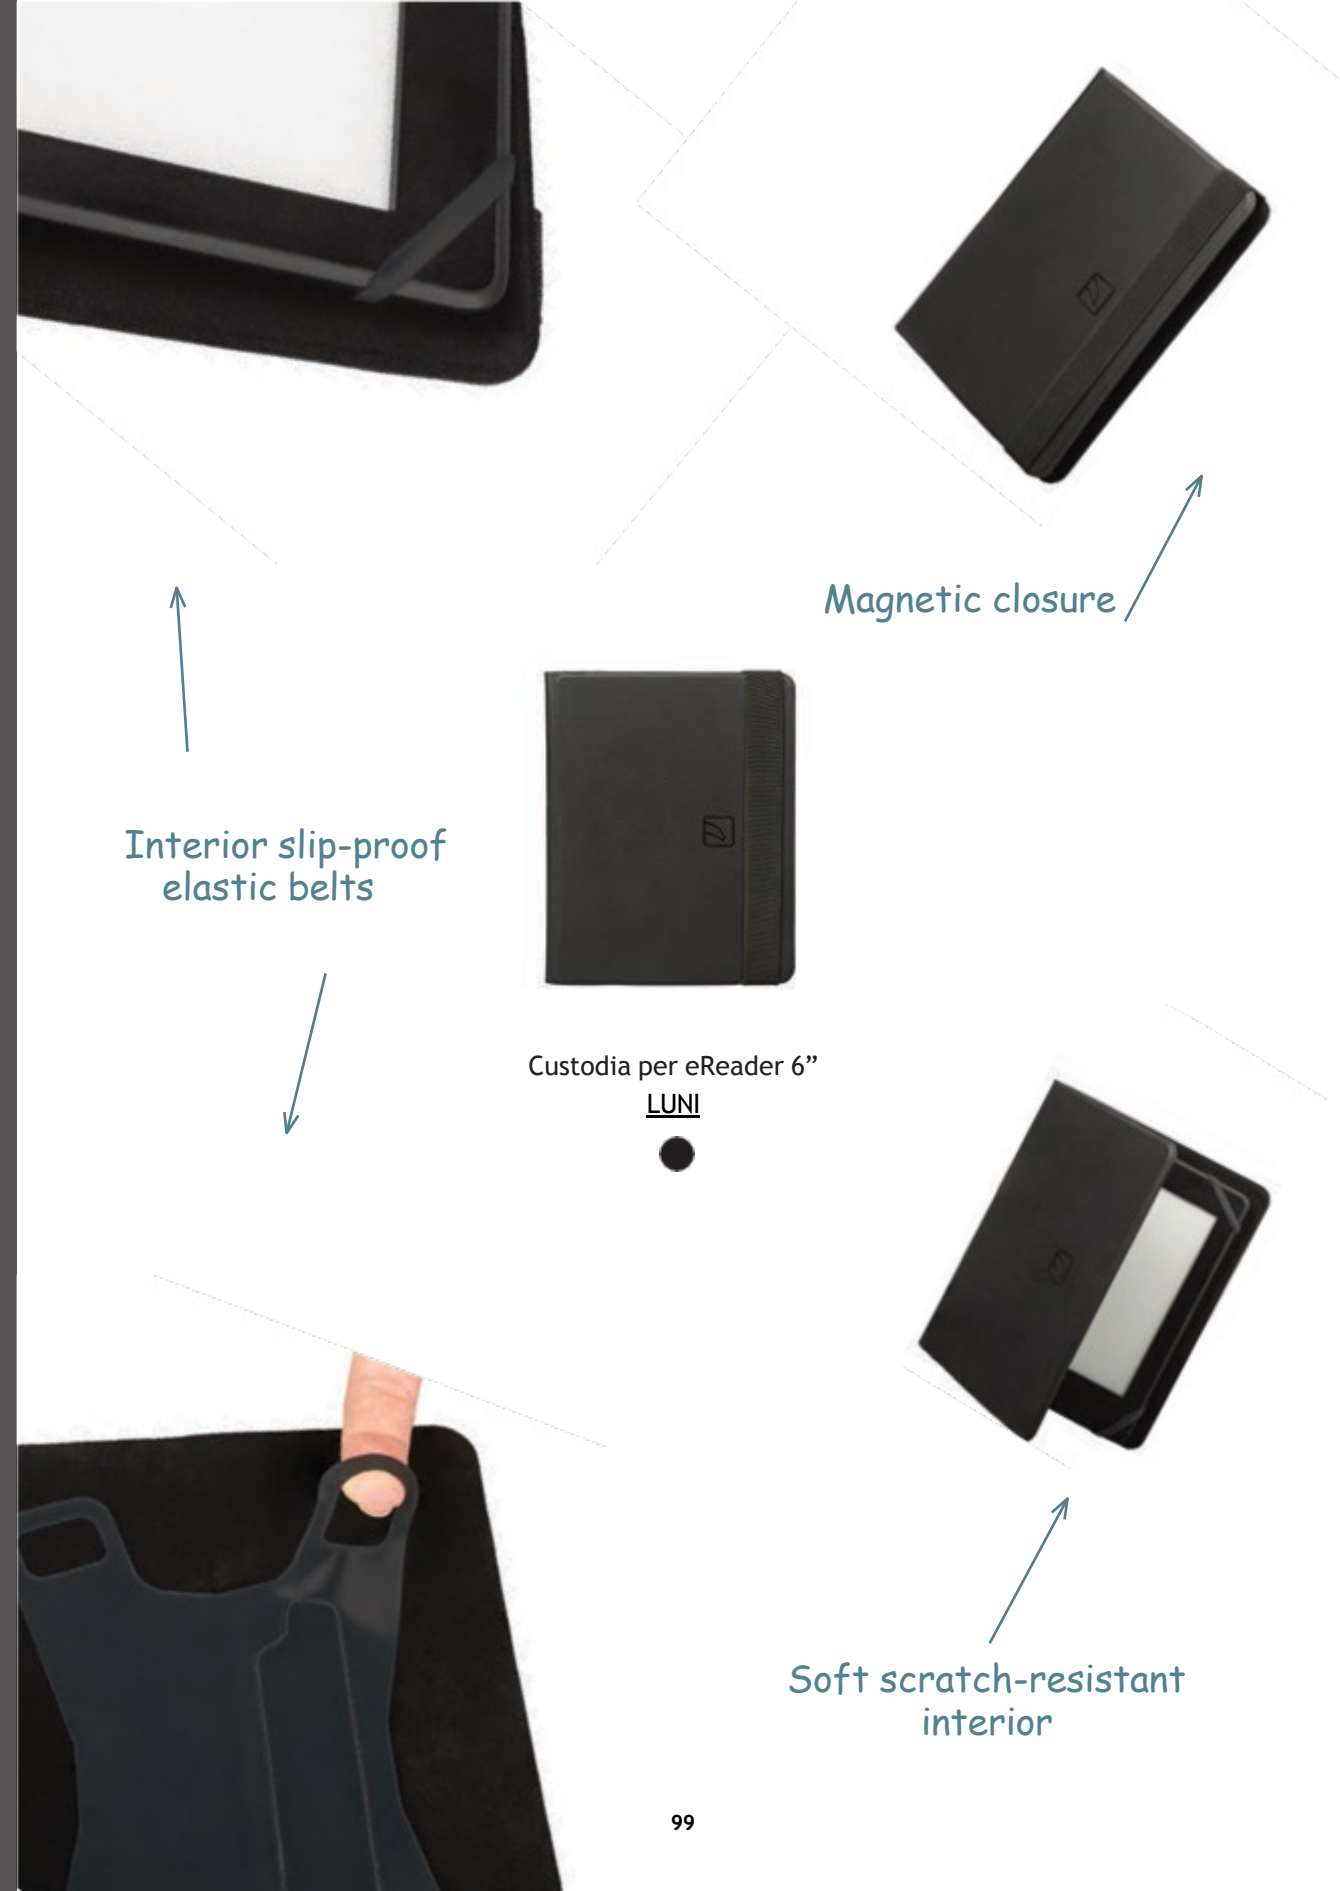 Magnetic closure
Interior slip-proof
elastic belts
Custodia per eReader 6”
LUNI
Soft scratch-resistant
interior
99